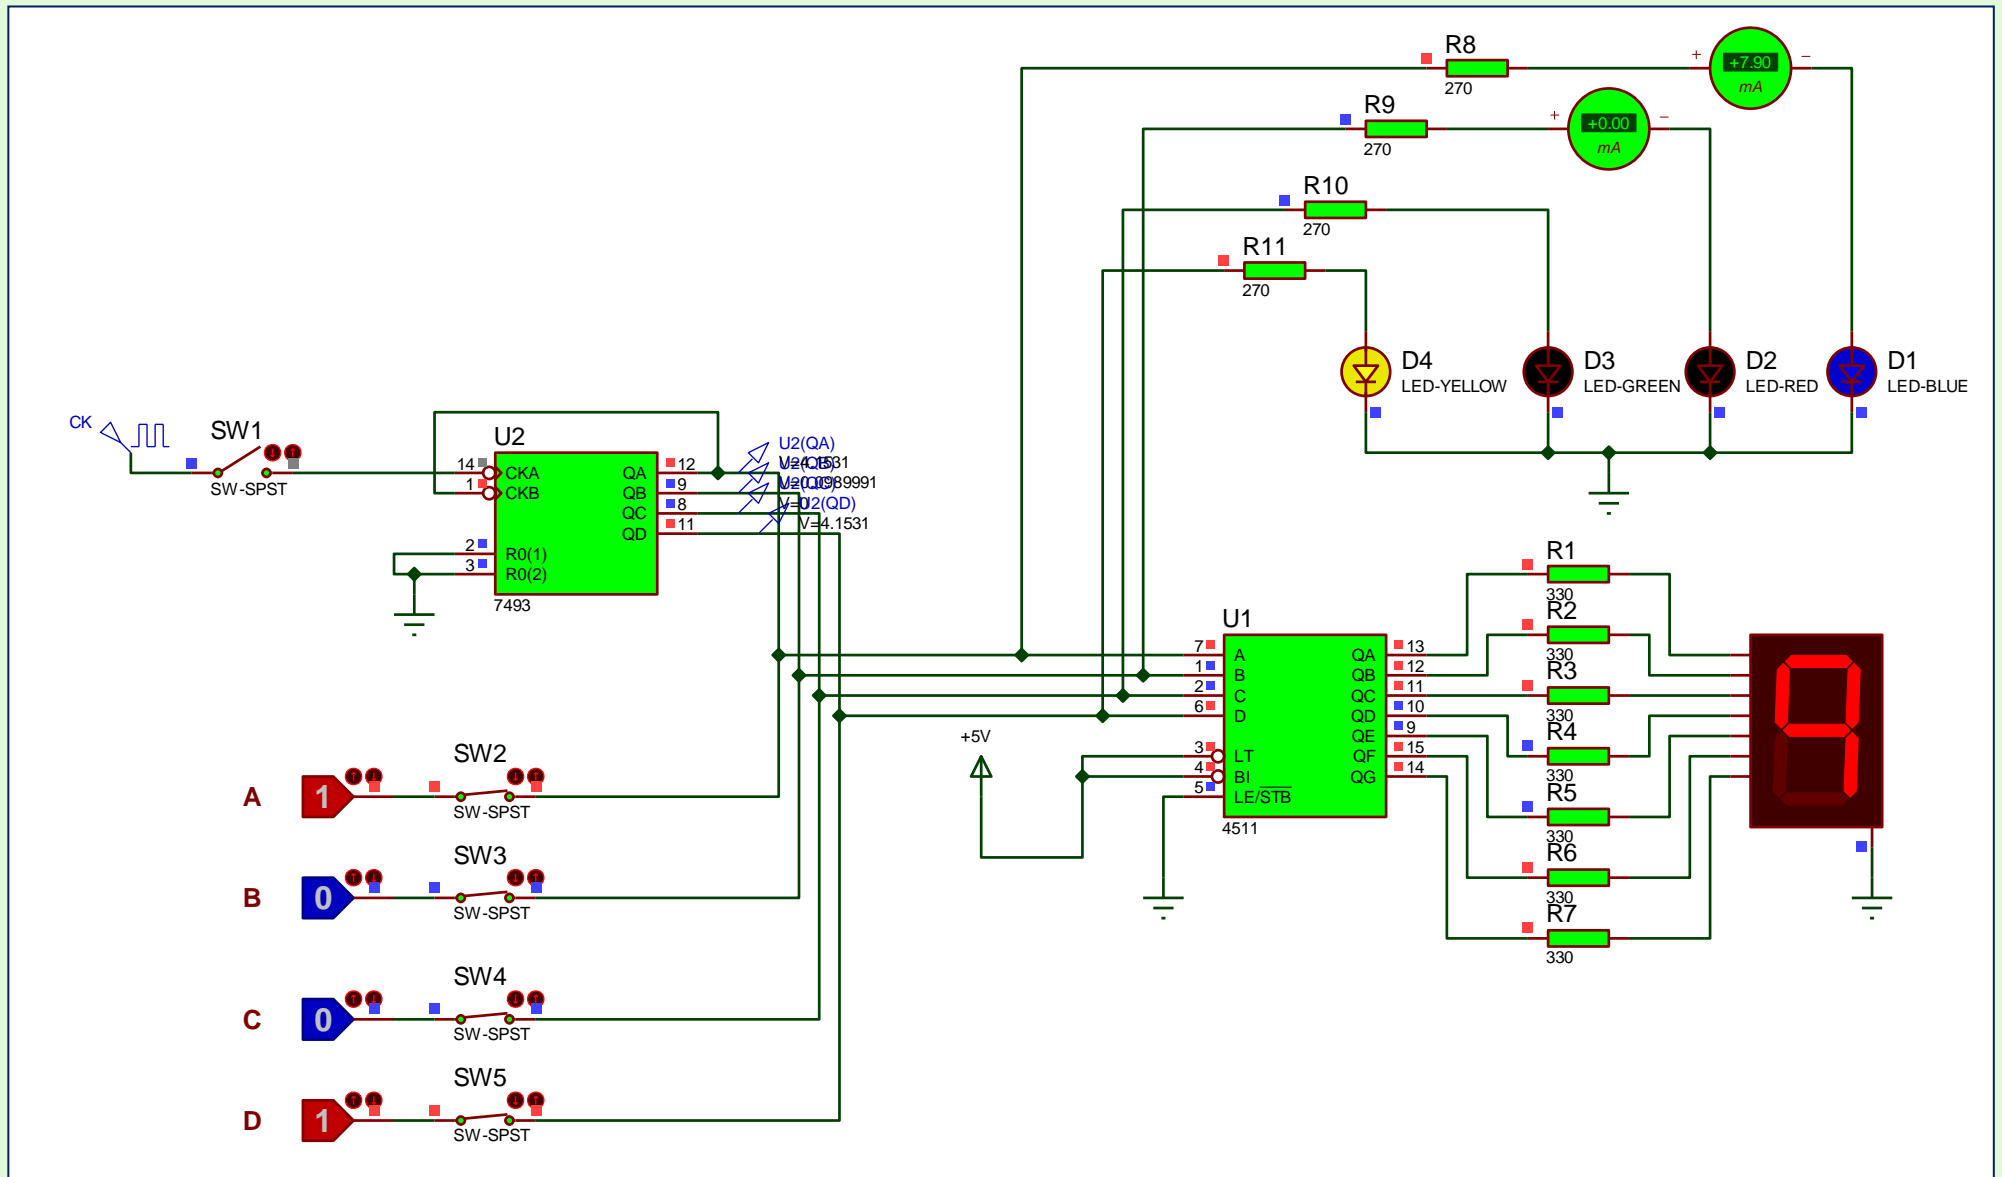 R8
270
+
+7.90
mA
−
R9
270
+
+0.00
mA
−
R10
270
R11
270
D4
LED-YELLOW
D3
LED-GREEN
D2
LED-RED
D1
LED-BLUE
CK
SW1
SW-SPST
U2
14
CKA
1
CKB
2
R0(1)
3
R0(2)
QA
12
QB
9
QC
8
QD
11
7493
U2(QA)
V=4.1531
U2(QD)
V=4.1531
U1
7
A
1
B
2
C
6
D
3
LT
4
BI
5
LE/STB
QA
13
QB
12
QC
11
QD
10
QE
9
QF
15
QG
14
4511
+5V
R1
330
R2
330
R3
330
R4
330
R5
330
R6
330
R7
330
9
A
1
SW2
SW-SPST
B
0
SW3
SW-SPST
C
0
SW4
SW-SPST
D
1
SW5
SW-SPST